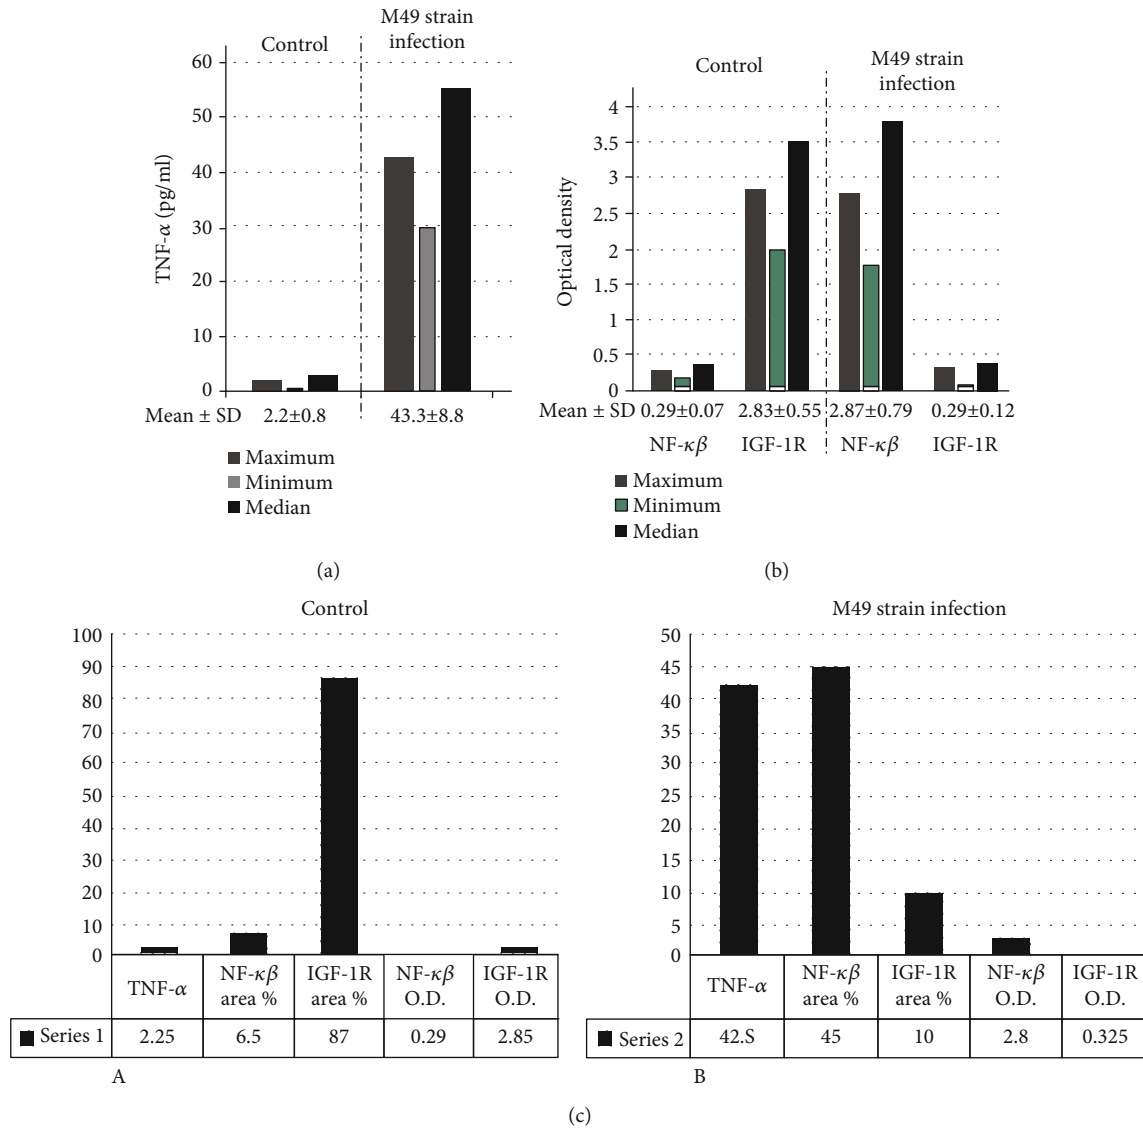 Control
M49 strain
infection
TNF-α (pg/ml)
60
50
40
30
20
10
0
Mean ± SD
2.2±0.8
43.3±8.8
Maximum
Minimum
Median
(a)
Control
M49 strain
infection
Optical density
4
3.5
3
2.5
2
1.5
1
0.5
0
Mean ± SD 0.29±0.07 2.83±0.55 2.87±0.79 0.29±0.12
NF-κβ IGF-1R NF-κβ IGF-1R
Maximum
Minimum
Median
(b)
Control
100
90
80
70
60
50
40
30
20
10
0
TNF-α
NF-κβ
area %
IGF-1R
area %
NF-κβ
O.D.
IGF-1R
O.D.
Series 1 2.25 6.5 87 0.29 2.85
A
M49 strain infection
50
45
40
35
30
25
20
15
10
5
0
TNF-α
NF-κβ
area %
IGF-1R
area %
NF-κβ
O.D.
IGF-1R
O.D.
Series 2 42.S 45 10 2.8 0.325
B
(c)